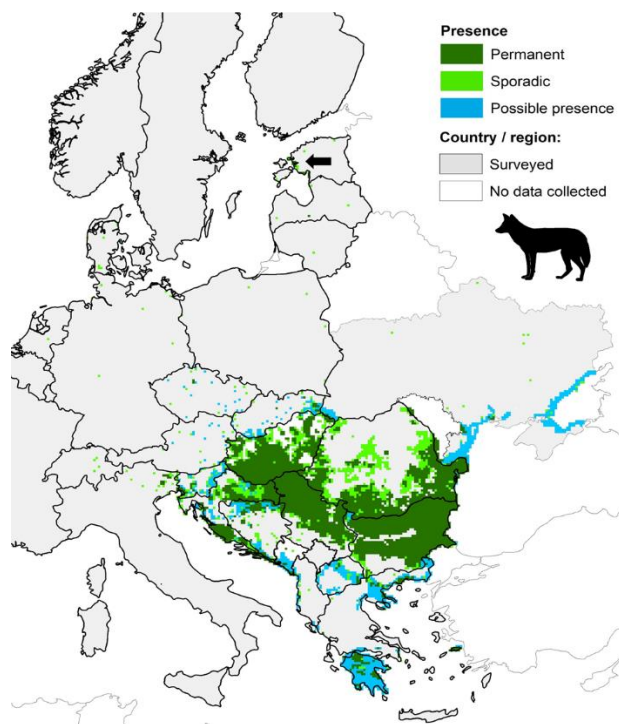 Presence
Permanent
Sporadic
Possible presence
Country / region:
Surveyed
No data collected